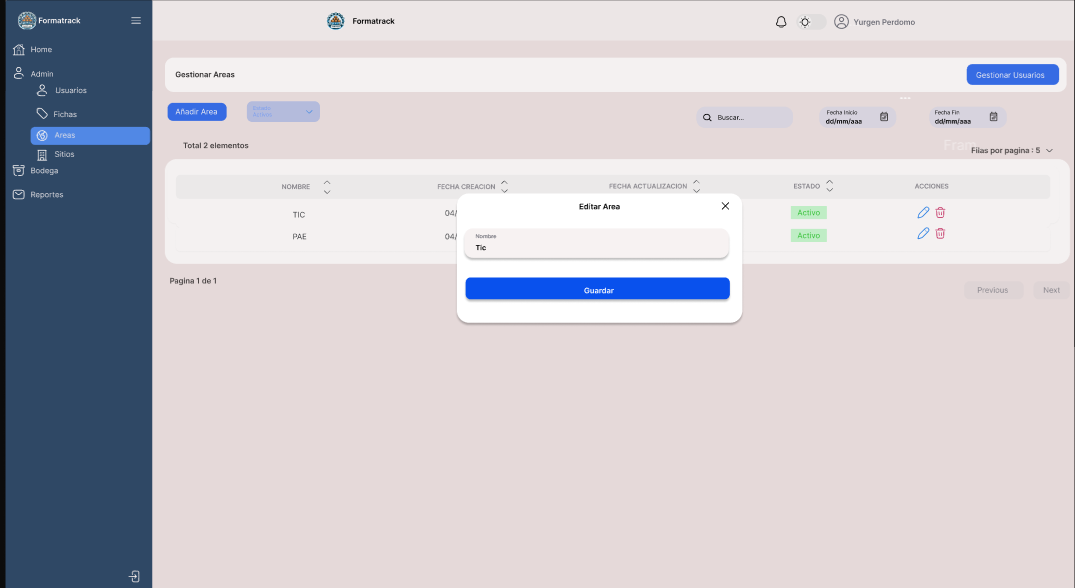 Formatrack
Home
Admin
Usuarios
Fichas
Areas
Sitios
Bodega
Reportes
Formatrack
Yurgen Perdomo
Gestionar Areas
Gestionar Usuarios
Añadir Area
Estado
Activo
Buscar...
Fecha Inicio
dd/mm/aaa
Fecha Fin
dd/mm/aaa
Total 2 elementos
Filas por pagina : 5
NOMBRE FECHA CREACION FECHA ACTUALIZACION ESTADO ACCIONES
TIC 04/ Activo
PAE 04/ Activo
Editar Area
Nombre
Tic
Guardar
Pagina 1 de 1
Previous Next